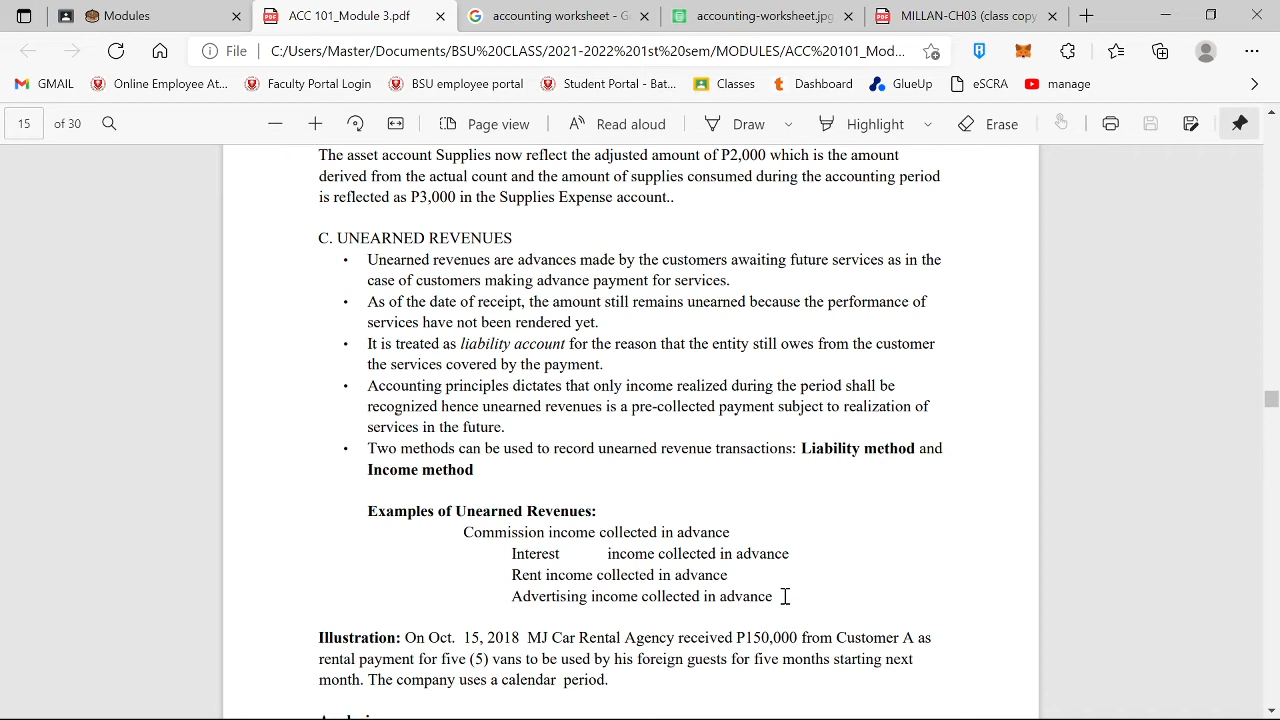 Modules
ACC 101_Module 3.pdf
accounting worksheet - G
accounting-worksheet.jpg
MILLAN-CH03 (class copy)
File
C:/Users/Master/Documents/BSU%20CLASS/2021-2022%201st%20sem/MODULES/ACC%20101_Mod...
GMAIL
Online Employee At...
Faculty Portal Login
BSU employee portal
Student Portal - Bat...
Classes
Dashboard
GlueUp
eSCRA
manage
15 of 30
Page view
Read aloud
Draw
Highlight
Erase
The asset account Supplies now reflect the adjusted amount of P2,000 which is the amount
derived from the actual count and the amount of supplies consumed during the accounting period
is reflected as P3,000 in the Supplies Expense account..
C. UNEARNED REVENUES
• Unearned revenues are advances made by the customers awaiting future services as in the
case of customers making advance payment for services.
• As of the date of receipt, the amount still remains unearned because the performance of
services have not been rendered yet.
• It is treated as liability account for the reason that the entity still owes from the customer
the services covered by the payment.
• Accounting principles dictates that only income realized during the period shall be
recognized hence unearned revenues is a pre-collected payment subject to realization of
services in the future.
• Two methods can be used to record unearned revenue transactions: Liability method and
Income method
Examples of Unearned Revenues:
Commission income collected in advance
Interest income collected in advance
Rent income collected in advance
Advertising income collected in advance
Illustration: On Oct. 15, 2018 MJ Car Rental Agency received P150,000 from Customer A as
rental payment for five (5) vans to be used by his foreign guests for five months starting next
month. The company uses a calendar period.